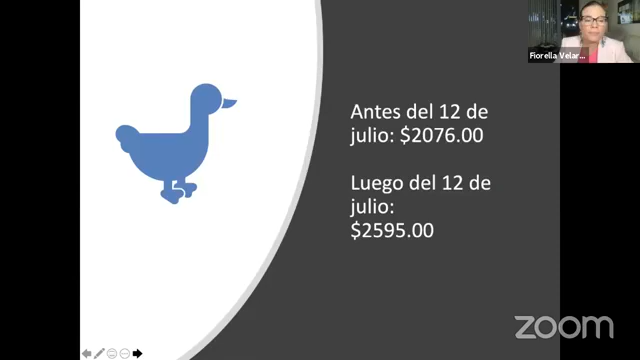 Fiorella Velar...
Antes del 12 de
julio: $2076.00
Luego del 12 de
julio:
$2595.00
zoom